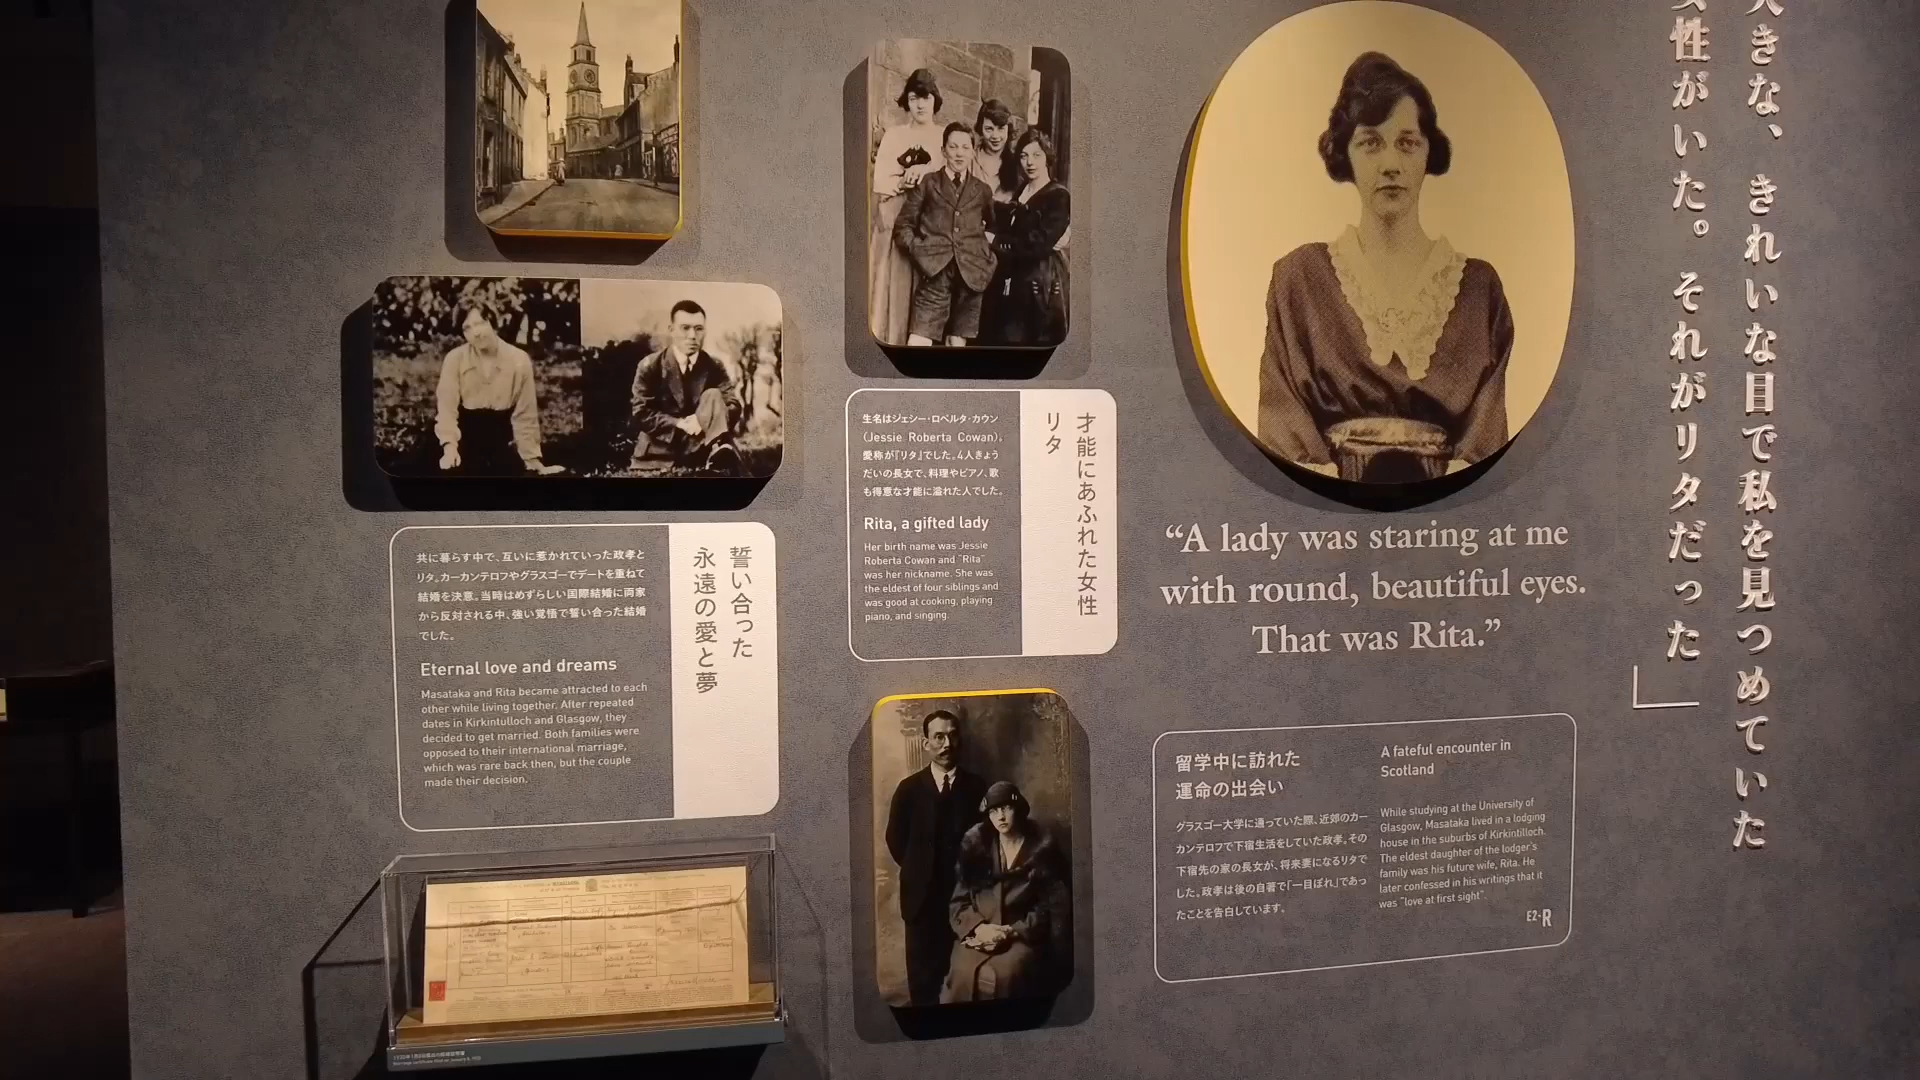 大きな、きれいな目で私を見つめていた
女性がいた。それがリタだった」
“A lady was staring at me
with round, beautiful eyes.
That was Rita.”
才能にあふれた女性
リタ
生名はジェシー・ロベルタ・カウン
(Jessie Roberta Cowan)。
愛称が『リタ』でした。4人きょう
だいの長女で、料理やピアノ、歌
も得意な才能に溢れた人でした。
Rita, a gifted lady
Her birth name was Jessie
Roberta Cowan and “Rita”
was her nickname. She was
the eldest of four siblings and
was good at cooking, playing
piano, and singing.
誓い合った
永遠の愛と夢
共に暮らす中で、互いに惹かれていった政孝と
リタ。カーカンテロフやグラスゴーでデートを重ねて
結婚を決意。当時はめずらしい国際結婚に両家
から反対される中、強い覚悟で誓い合った結婚
でした。
Eternal love and dreams
Masataka and Rita became attracted to each
other while living together. After repeated
dates in Kirkintulloch and Glasgow, they
decided to get married. Both families were
opposed to their international marriage,
which was rare back then, but the couple
made their decision.
留学中に訪れた
運命の出会い
グラスゴー大学に通っていた際、近郊のカー
カンテロフで下宿生活をしていた政孝。その
下宿先の家の長女が、将来妻になるリタで
した。政孝は後の自著で「一目ぼれ」であっ
たことを告白しています。
A fateful encounter in
Scotland
While studying at the University of
Glasgow, Masataka lived in a lodging
house in the suburbs of Kirkintilloch.
The eldest daughter of the lodger's
family was his future wife, Rita. He
later confessed in his writings that it
was “love at first sight”.
E2-R